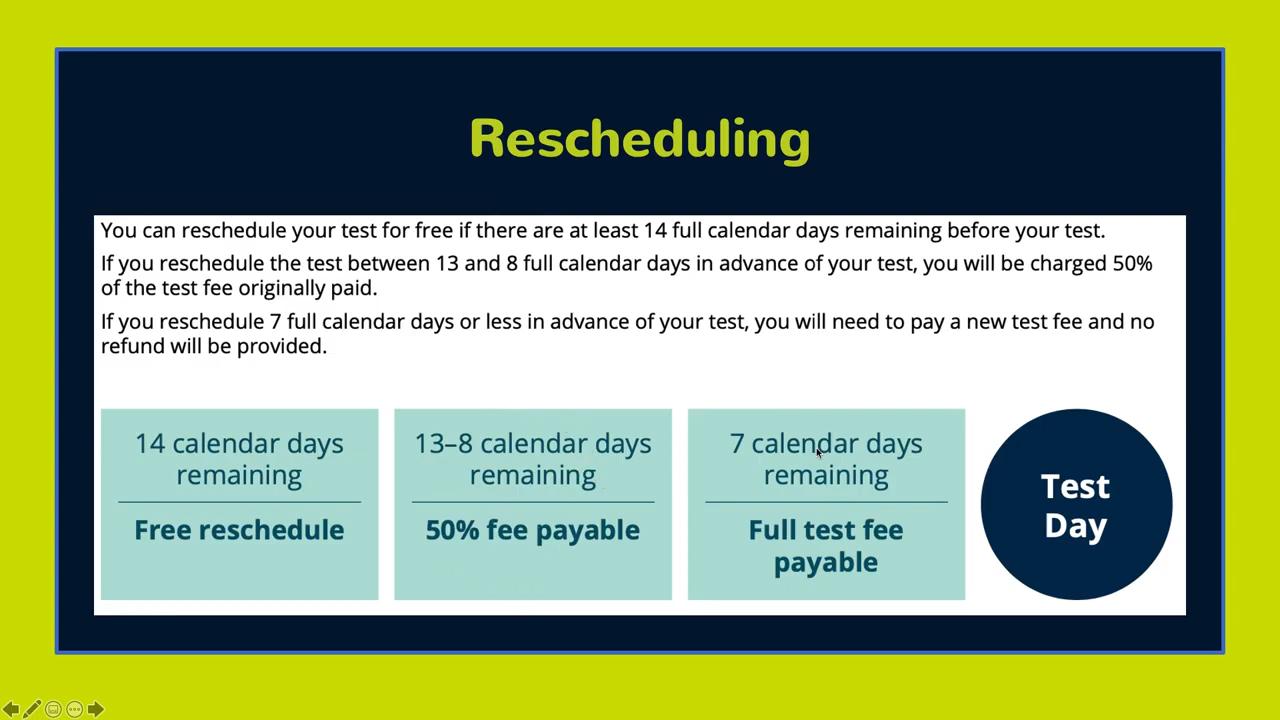 Rescheduling
You can reschedule your test for free if there are at least 14 full calendar days remaining before your test.
If you reschedule the test between 13 and 8 full calendar days in advance of your test, you will be charged 50%
of the test fee originally paid.
If you reschedule 7 full calendar days or less in advance of your test, you will need to pay a new test fee and no
refund will be provided.
14 calendar days
remaining
Free reschedule
13–8 calendar days
remaining
50% fee payable
7 calendar days
remaining
Full test fee
payable
Test
Day